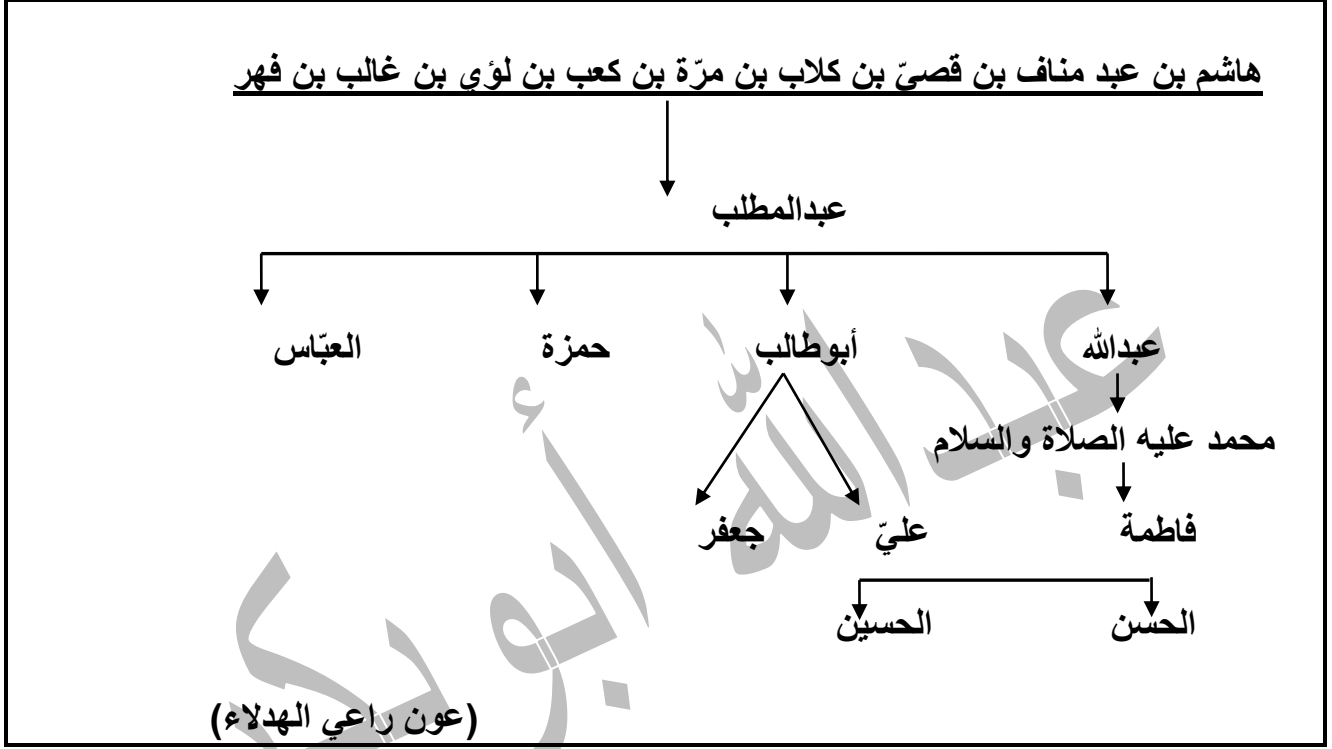 هاشم بن عبد مناف بن قصيّ بن كلاب بن مرّة بن كعب بن لؤي بن غالب بن فهر
عبدالمطلب
عبدالله أبوطالب حمزة العبّاس
محمد عليه الصلاة والسلام
فاطمة عليّ جعفر
الحسن الحسين
(عون راعي الهدلاء)
عبدالله أبو بكر